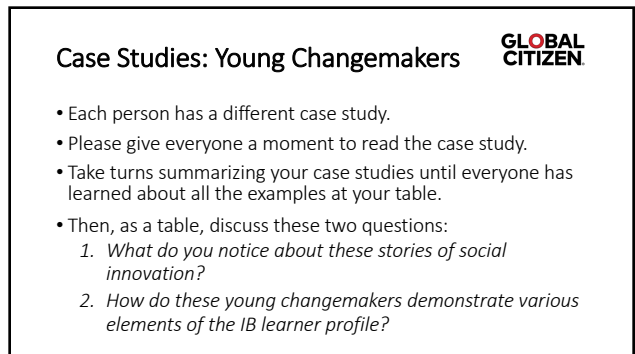 Case Studies: Young Changemakers
GLOBAL
CITIZEN.
• Each person has a different case study.
• Please give everyone a moment to read the case study.
• Take turns summarizing your case studies until everyone has
learned about all the examples at your table.
• Then, as a table, discuss these two questions:
1. What do you notice about these stories of social
innovation?
2. How do these young changemakers demonstrate various
elements of the IB learner profile?